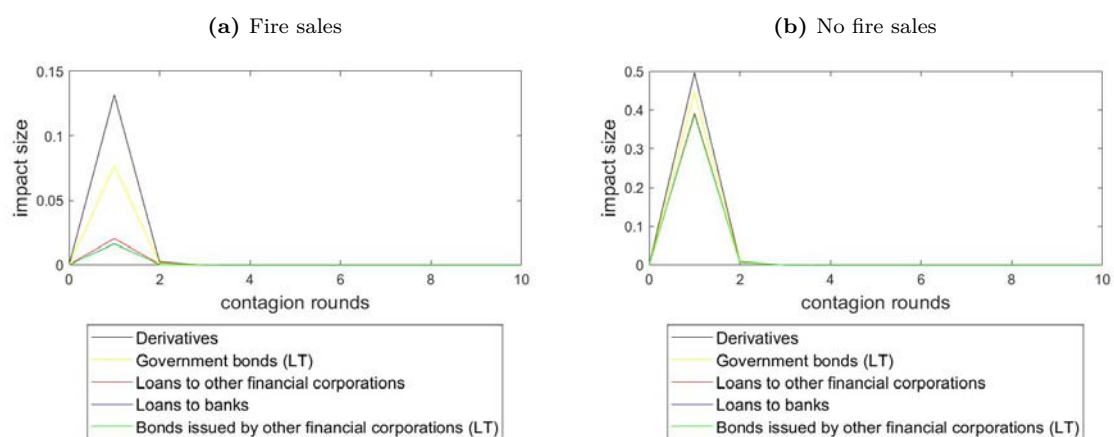 (a) Fire sales
0.15
0.1
0.05
0
impact size
0 2 4 6 8 10
contagion rounds
Derivatives
Government bonds (LT)
Loans to other financial corporations
Loans to banks
Bonds issued by other financial corporations (LT)
(b) No fire sales
0.5
0.4
0.3
0.2
0.1
0
impact size
0 2 4 6 8 10
contagion rounds
Derivatives
Government bonds (LT)
Loans to other financial corporations
Loans to banks
Bonds issued by other financial corporations (LT)